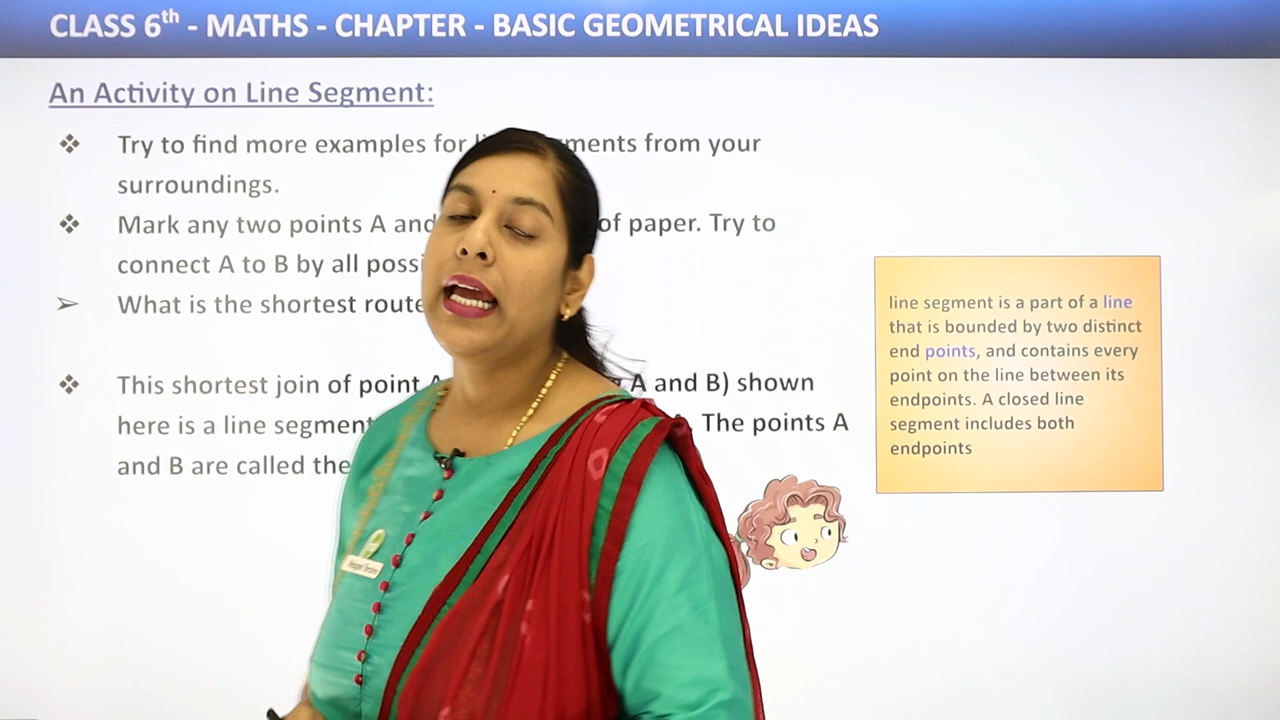 CLASS 6th - MATHS - CHAPTER - BASIC GEOMETRICAL IDEAS
An Activity on Line Segment:
❖ Try to find more examples for li ments from your
surroundings.
❖ Mark any two points A and of paper. Try to
connect A to B by all possi
➢ What is the shortest route
❖ This shortest join of point A and B) shown
here is a line segment . The points A
and B are called the
line segment is a part of a line
that is bounded by two distinct
end points, and contains every
point on the line between its
endpoints. A closed line
segment includes both
endpoints